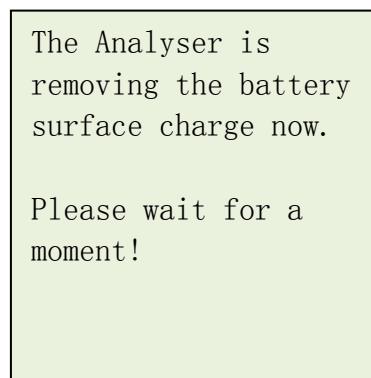 The Analyser is
removing the battery
surface charge now.
Please wait for a
moment!